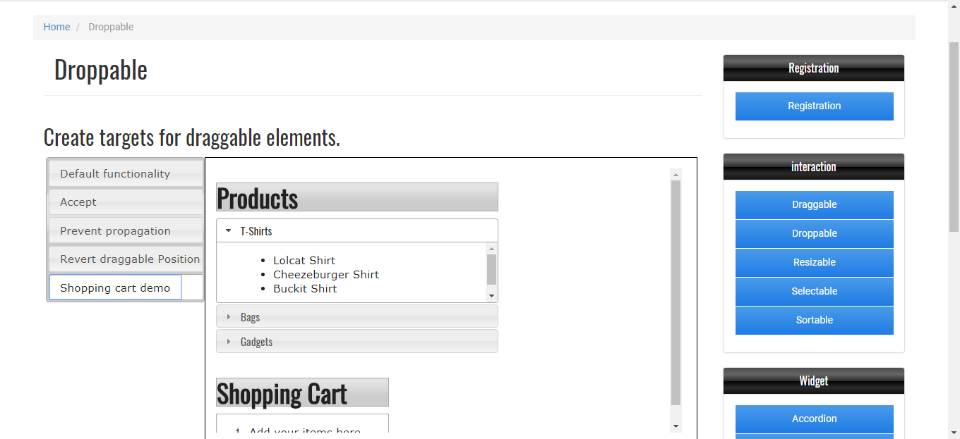 Home / Droppable
Droppable
Create targets for draggable elements.
Default functionality
Accept
Prevent propagation
Revert draggable Position
Shopping cart demo
Products
T-Shirts
Lolcat Shirt
Cheezeburger Shirt
Buckit Shirt
Bags
Gadgets
Shopping Cart
1. Add your items here
Registration
Registration
interaction
Draggable
Droppable
Resizable
Selectable
Sortable
Widget
Accordion